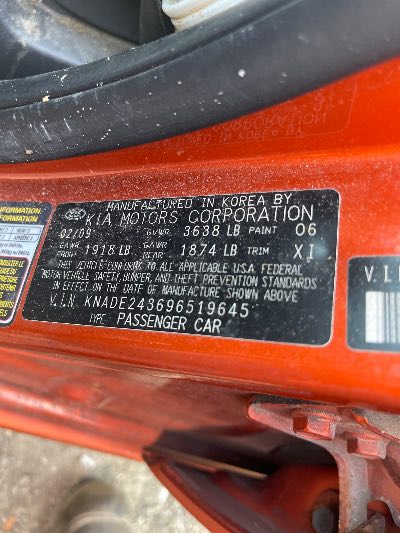 MANUFACTURED IN KOREA BY
KIA MOTORS CORPORATION
02/09 GVWR 3638 LB PAINT 06
GAWR FRONT 1918 LB GAWR REAR 1874 LB TRIM XI
THIS VEHICLE CONFORMS TO ALL APPLICABLE U.S.A. FEDERAL
MOTOR VEHICLE SAFETY, BUMPER, AND THEFT PREVENTION STANDARDS
IN EFFECT ON THE DATE OF MANUFACTURE SHOWN ABOVE
V.I.N. KNADE243696519645
TYPE: PASSENGER CAR
INFORMATION
INFORMATION
V.I.